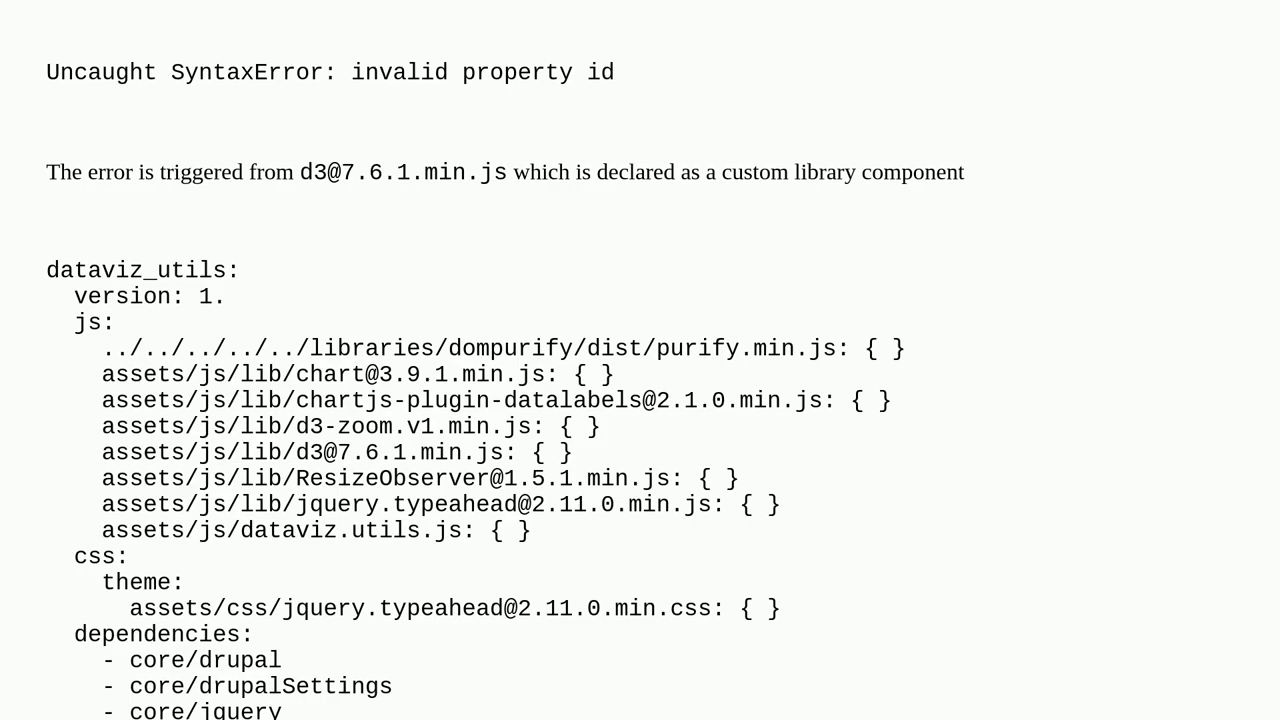 Uncaught SyntaxError: invalid property id
The error is triggered from d3@7.6.1.min.js which is declared as a custom library component
dataviz_utils:
  version: 1.
  js:
    ../../../../../libraries/dompurify/dist/purify.min.js: { }
    assets/js/lib/chart@3.9.1.min.js: { }
    assets/js/lib/chartjs-plugin-datalabels@2.1.0.min.js: { }
    assets/js/lib/d3-zoom.v1.min.js: { }
    assets/js/lib/d3@7.6.1.min.js: { }
    assets/js/lib/ResizeObserver@1.5.1.min.js: { }
    assets/js/lib/jquery.typeahead@2.11.0.min.js: { }
    assets/js/dataviz.utils.js: { }
  css:
    theme:
      assets/css/jquery.typeahead@2.11.0.min.css: { }
  dependencies:
    - core/drupal
    - core/drupalSettings
    - core/jquery